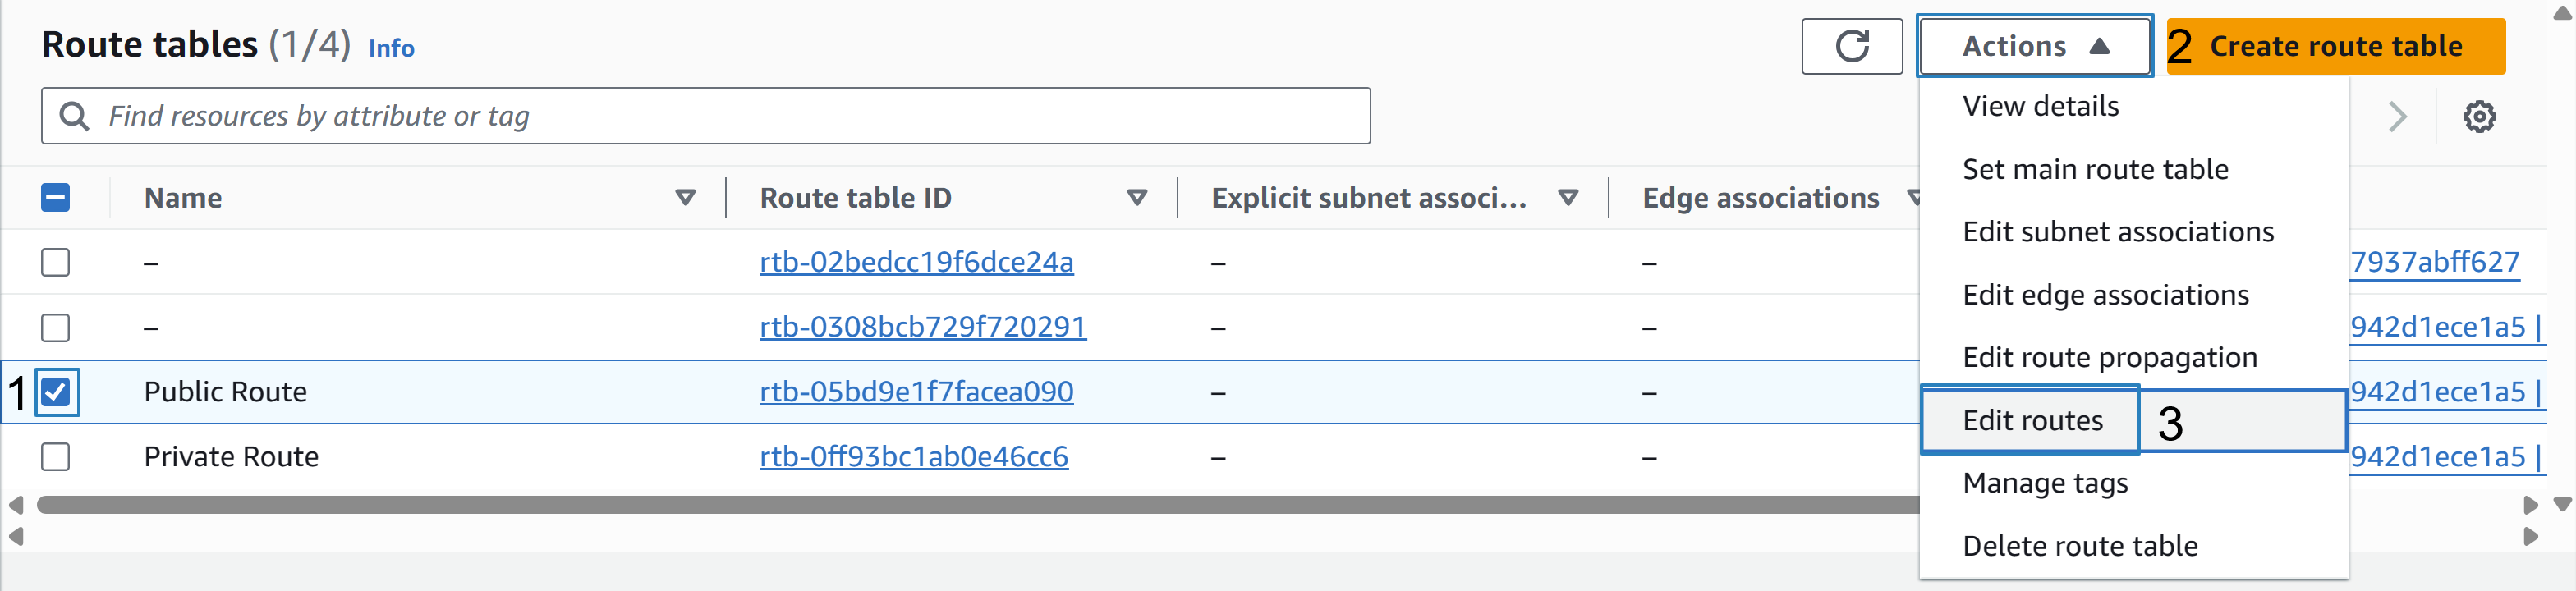 Route tables (1/4) Info
Actions
2 Create route table
Find resources by attribute or tag
View details
Set main route table
Name
Route table ID
Explicit subnet associ...
Edge associations
Edit subnet associations
– rtb-02bedcc19f6dce24a – – 7937abff627
Edit edge associations
– rtb-0308bcb729f720291 – – 942d1ece1a5 |
Edit route propagation
1 Public Route rtb-05bd9e1f7facea090 – – 942d1ece1a5 |
Edit routes 3
Private Route rtb-0ff93bc1ab0e46cc6 – – 942d1ece1a5 |
Manage tags
Delete route table